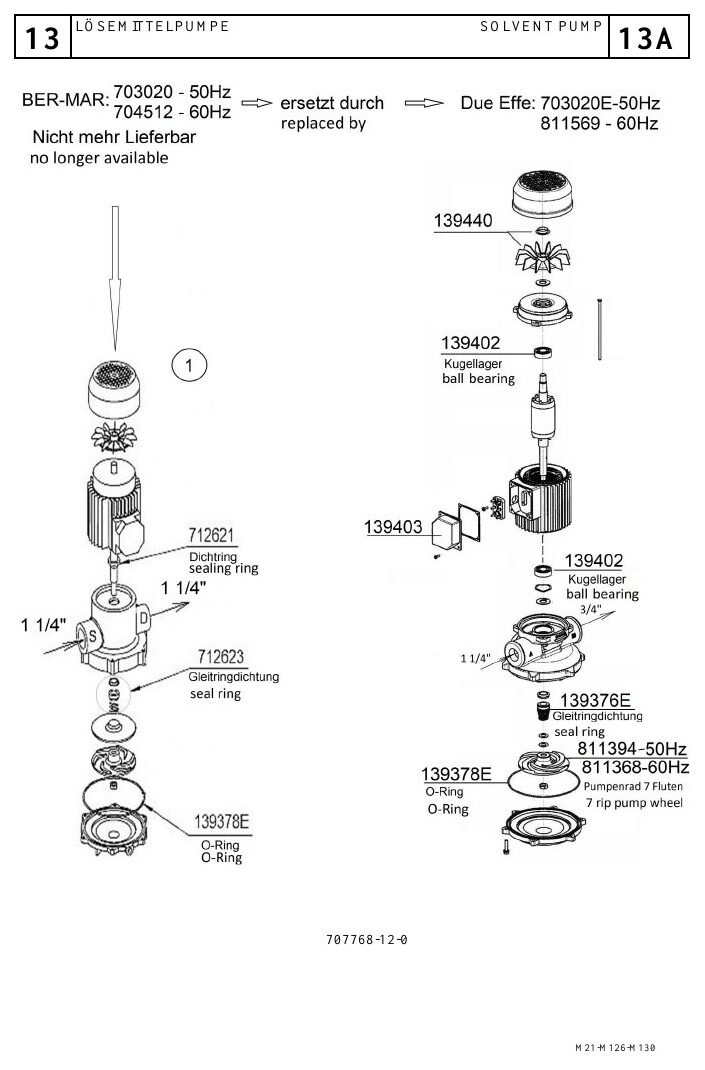 13
LÖSEMITTELPUMPE
SOLVENT PUMP
13A
BER-MAR: 703020 - 50Hz
704512 - 60Hz
ersetzt durch
replaced by
Due Effe: 703020E-50Hz
811569 - 60Hz
Nicht mehr Lieferbar
no longer available
1
712621
Dichtring
sealing ring
1 1/4"
D
1 1/4"
S
712623
Gleitringdichtung
seal ring
139378E
O-Ring
O-Ring
139440
139402
Kugellager
ball bearing
139403
139402
Kugellager
ball bearing
3/4"
1 1/4"
A
139376E
Gleitringdichtung
seal ring
811394-50Hz
811368-60Hz
Pumpenrad 7 Fluten
7 rip pump wheel
139378E
O-Ring
O-Ring
707768-12-0
M21-M126-M130